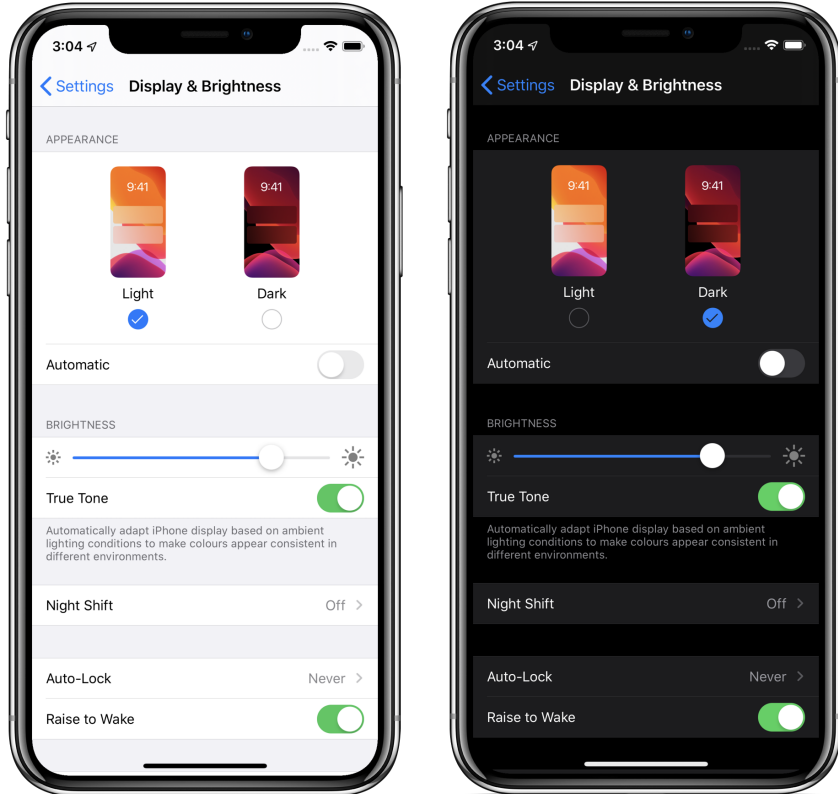 3:04
Settings Display & Brightness
APPEARANCE
9:41 9:41
Light Dark
Automatic
BRIGHTNESS
True Tone
Automatically adapt iPhone display based on ambient
lighting conditions to make colours appear consistent in
different environments.
Night Shift Off
Auto-Lock Never
Raise to Wake
3:04
Settings Display & Brightness
APPEARANCE
9:41 9:41
Light Dark
Automatic
BRIGHTNESS
True Tone
Automatically adapt iPhone display based on ambient
lighting conditions to make colours appear consistent in
different environments.
Night Shift Off
Auto-Lock Never
Raise to Wake